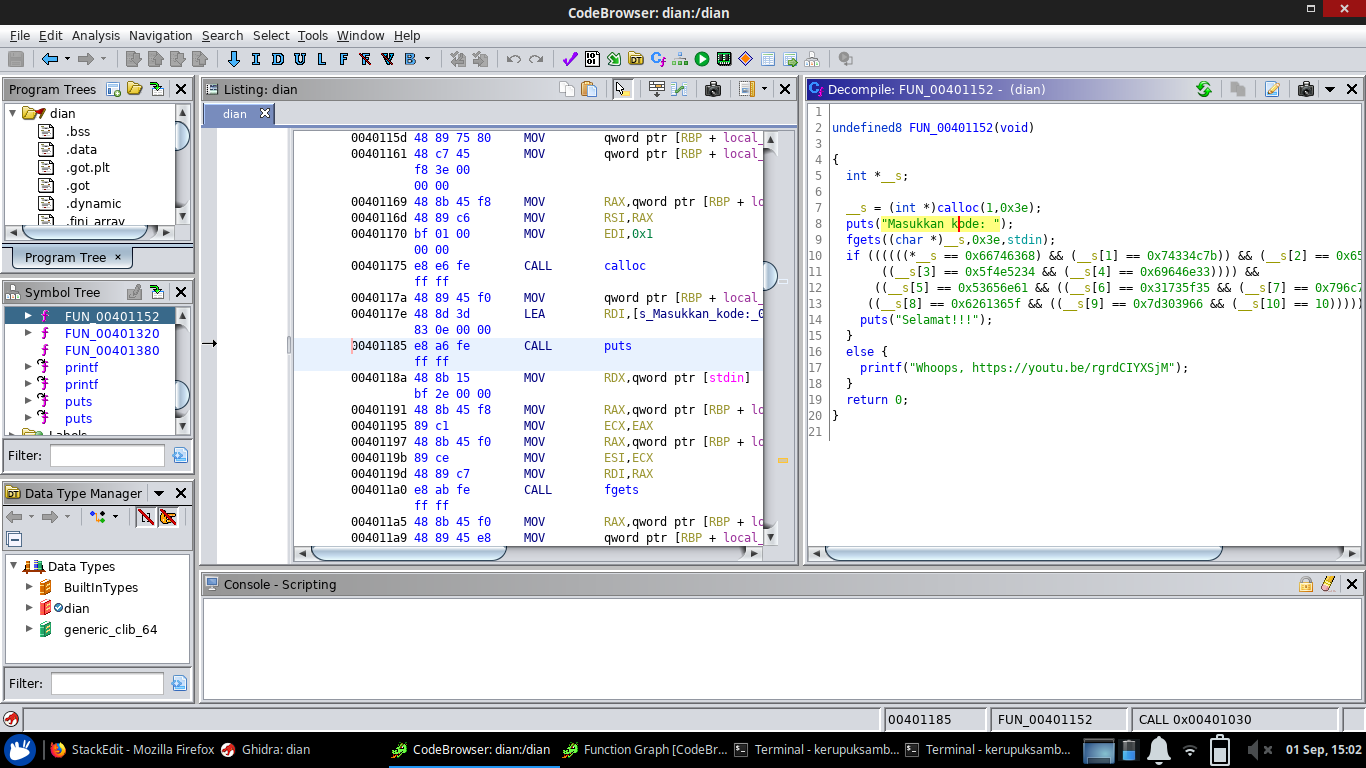 CodeBrowser: dian:/dian
File Edit Analysis Navigation Search Select Tools Window Help
I D U L F R V B
Program Trees
dian
.bss
.data
.got.plt
.got
.dynamic
.fini_array
Program Tree ×
Symbol Tree
FUN_00401152
FUN_00401320
FUN_00401380
printf
printf
puts
puts
Labels
Filter:
Data Type Manager
Data Types
BuiltInTypes
dian
generic_clib_64
Filter:
Listing: dian
dian
0040115d 48 89 75 80 MOV qword ptr [RBP + local_
00401161 48 c7 45 MOV qword ptr [RBP + local_
f8 3e 00
00 00
00401169 48 8b 45 f8 MOV RAX,qword ptr [RBP + lo
0040116d 48 89 c6 MOV RSI,RAX
00401170 bf 01 00 MOV EDI,0x1
00 00
00401175 e8 e6 fe CALL calloc
ff ff
0040117a 48 89 45 f0 MOV qword ptr [RBP + local_
0040117e 48 8d 3d LEA RDI,[s_Masukkan_kode:_0
83 0e 00 00
00401185 e8 a6 fe CALL puts
ff ff
0040118a 48 8b 15 MOV RDX,qword ptr [stdin]
bf 2e 00 00
00401191 48 8b 45 f8 MOV RAX,qword ptr [RBP + lo
00401195 89 c1 MOV ECX,EAX
00401197 48 8b 45 f0 MOV RAX,qword ptr [RBP + lo
0040119b 89 ce MOV ESI,ECX
0040119d 48 89 c7 MOV RDI,RAX
004011a0 e8 ab fe CALL fgets
ff ff
004011a5 48 8b 45 f0 MOV RAX,qword ptr [RBP + lo
004011a9 48 89 45 e8 MOV qword ptr [RBP + local_
Decompile: FUN_00401152 - (dian)
1
2 undefined8 FUN_00401152(void)
3
4 {
5 int *__s;
6
7 __s = (int *)calloc(1,0x3e);
8 puts("Masukkan kode: ");
9 fgets((char *)__s,0x3e,stdin);
10 if ((((((*__s == 0x66746368) && (__s[1] == 0x74334c7b)) && (__s[2] == 0x65
11 ((__s[3] == 0x5f4e5234 && (__s[4] == 0x69646e33)))) &&
12 ((__s[5] == 0x53656e61 && ((__s[6] == 0x31735f35 && (__s[7] == 0x796c7
13 ((__s[8] == 0x6261365f && ((__s[9] == 0x7d303966 && (__s[10] == 10)))))
14 puts("Selamat!!!");
15 }
16 else {
17 printf("Whoops, https://youtu.be/rgrdCIYXSjM");
18 }
19 return 0;
20 }
21
Console - Scripting
00401185 FUN_00401152 CALL 0x00401030
StackEdit - Mozilla Firefox Ghidra: dian CodeBrowser: dian:/dian Function Graph [CodeBr... Terminal - kerupuksamb... Terminal - kerupuksamb... 01 Sep, 15:02